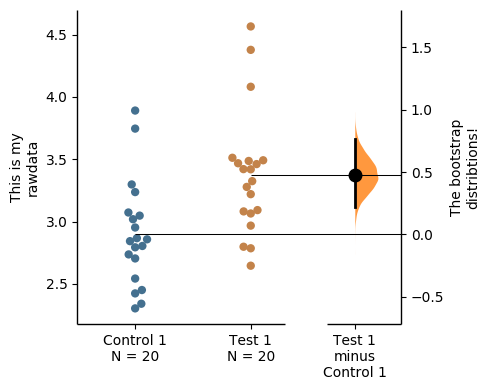 This is my
rawdata
4.5
4.0
3.5
3.0
2.5
Control 1
N = 20
Test 1
N = 20
Test 1
minus
Control 1
1.5
1.0
0.5
0.0
−0.5
The bootstrap
distribtions!